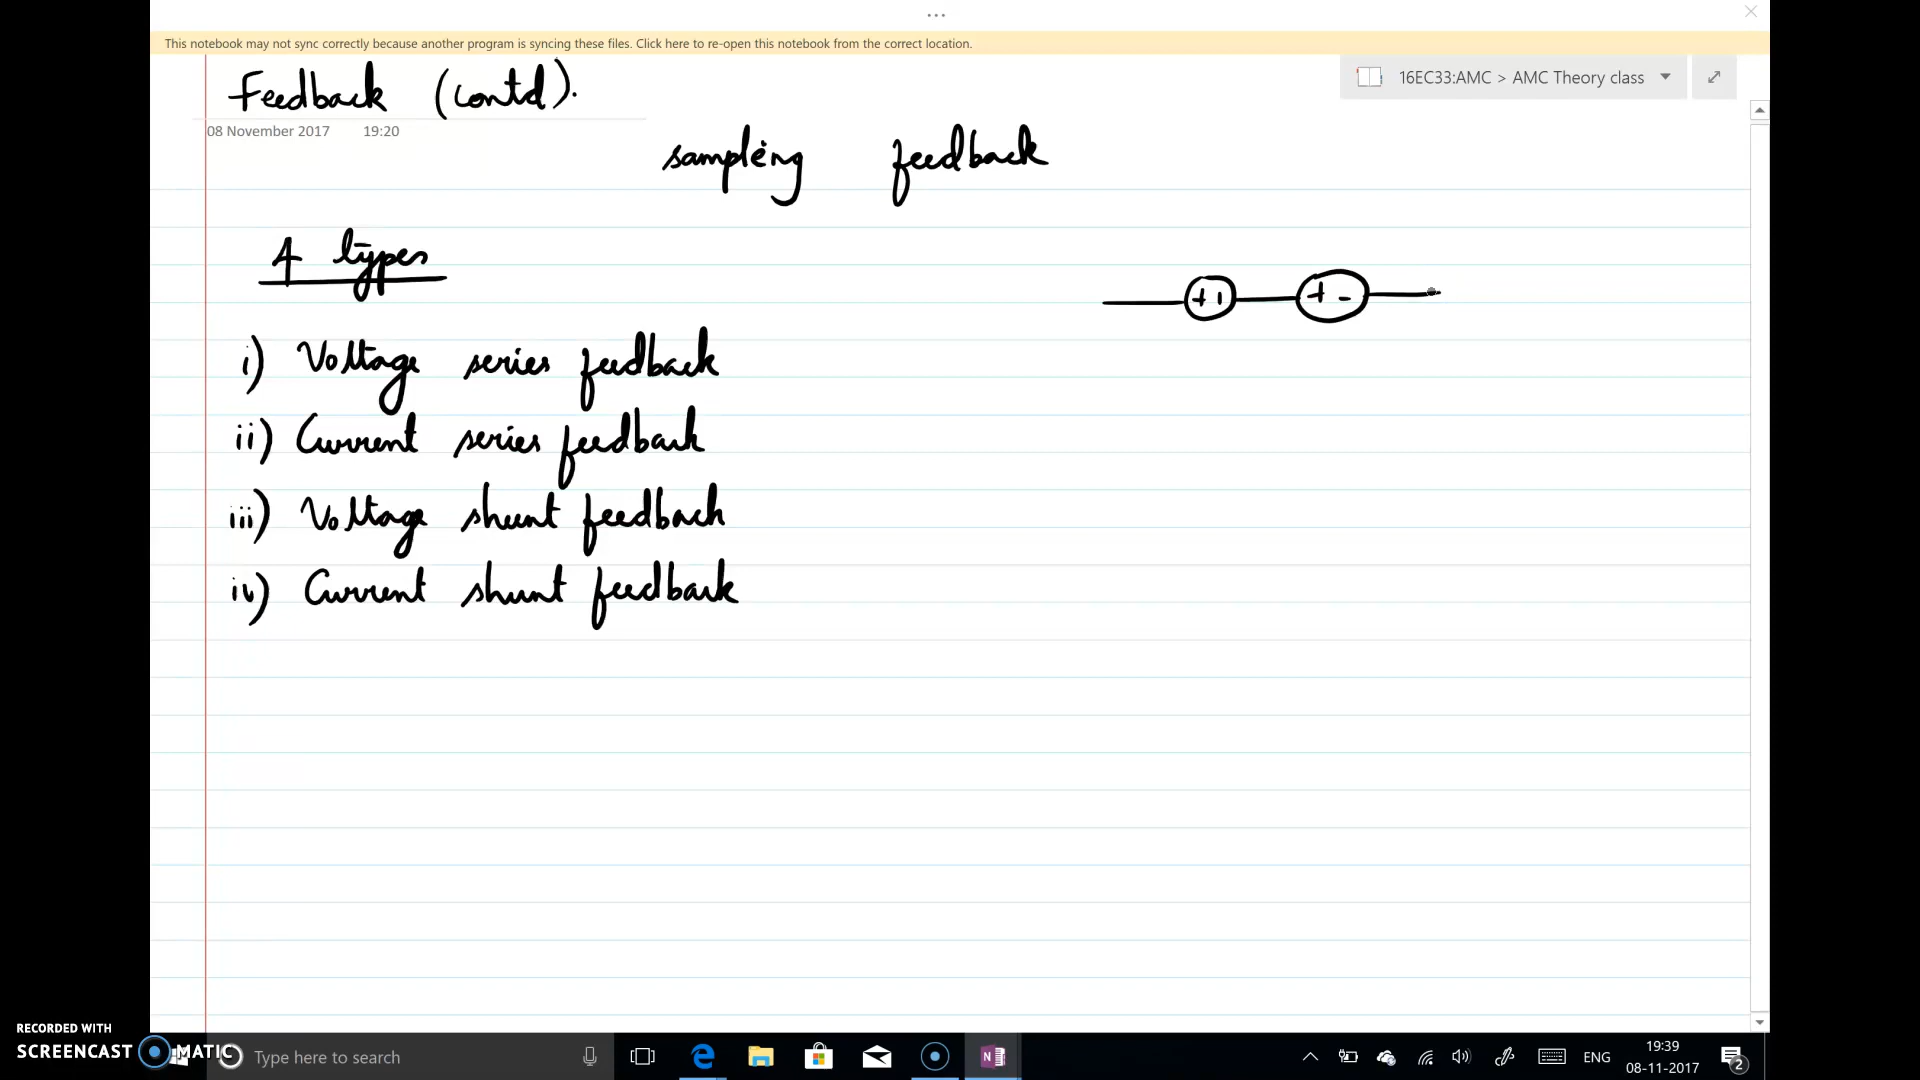 ...
This notebook may not sync correctly because another program is syncing these files. Click here to re-open this notebook from the correct location.
Feedback (contd).
16EC33:AMC > AMC Theory class
08 November 2017 19:20
sampling feedback
4 types
+ -
+ -
i) Voltage series feedback
ii) Current series feedback
iii) Voltage shunt feedback
iv) Current shunt feedback
RECORDED WITH
SCREENCAST MATIC
Type here to search
N
ENG
19:39
08-11-2017
2